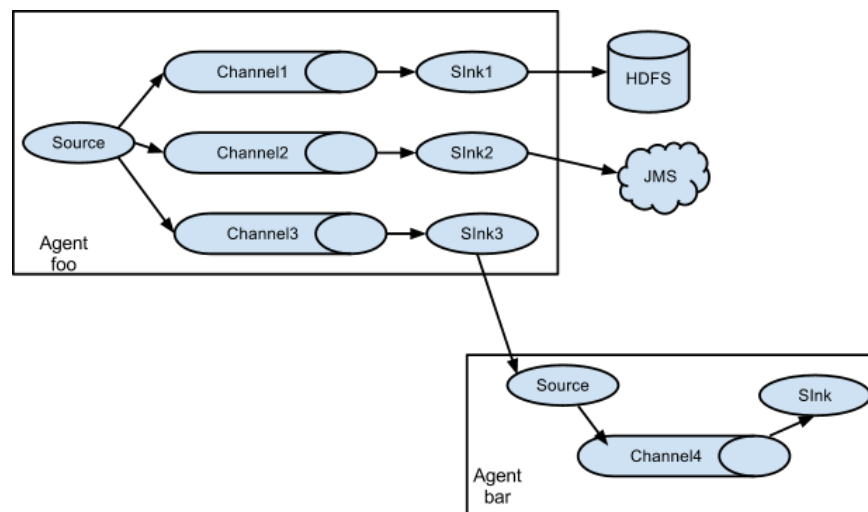 Channel1
SInk1
HDFS
Source
Channel2
SInk2
JMS
Channel3
SInk3
Agent
foo
Source
SInk
Channel4
Agent
bar